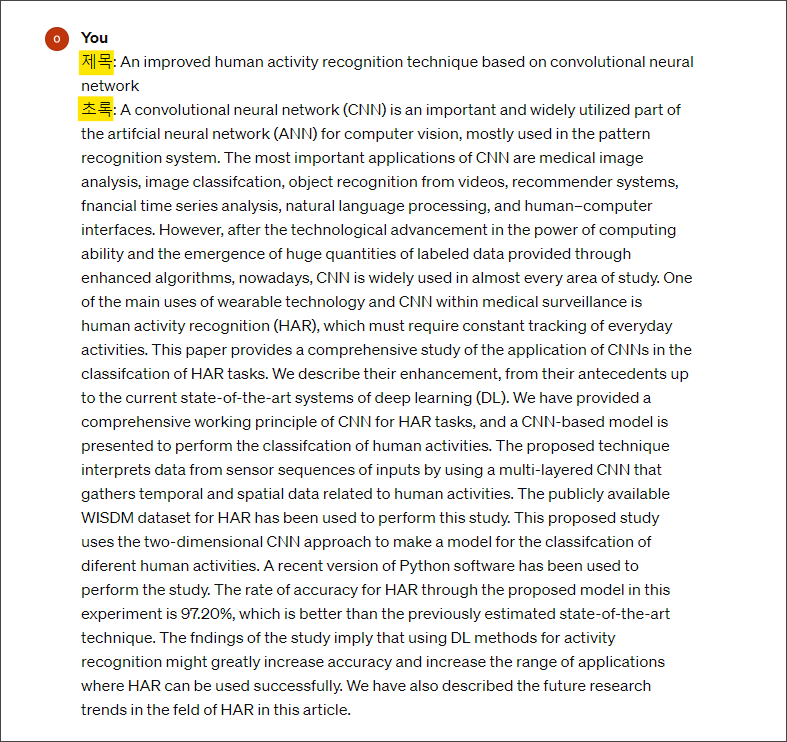 O
You
제목: An improved human activity recognition technique based on convolutional neural
network
초록: A convolutional neural network (CNN) is an important and widely utilized part of
the artifcial neural network (ANN) for computer vision, mostly used in the pattern
recognition system. The most important applications of CNN are medical image
analysis, image classifcation, object recognition from videos, recommender systems,
fnancial time series analysis, natural language processing, and human–computer
interfaces. However, after the technological advancement in the power of computing
ability and the emergence of huge quantities of labeled data provided through
enhanced algorithms, nowadays, CNN is widely used in almost every area of study. One
of the main uses of wearable technology and CNN within medical surveillance is
human activity recognition (HAR), which must require constant tracking of everyday
activities. This paper provides a comprehensive study of the application of CNNs in the
classifcation of HAR tasks. We describe their enhancement, from their antecedents up
to the current state-of-the-art systems of deep learning (DL). We have provided a
comprehensive working principle of CNN for HAR tasks, and a CNN-based model is
presented to perform the classifcation of human activities. The proposed technique
interprets data from sensor sequences of inputs by using a multi-layered CNN that
gathers temporal and spatial data related to human activities. The publicly available
WISDM dataset for HAR has been used to perform this study. This proposed study
uses the two-dimensional CNN approach to make a model for the classifcation of
diferent human activities. A recent version of Python software has been used to
perform the study. The rate of accuracy for HAR through the proposed model in this
experiment is 97.20%, which is better than the previously estimated state-of-the-art
technique. The fndings of the study imply that using DL methods for activity
recognition might greatly increase accuracy and increase the range of applications
where HAR can be used successfully. We have also described the future research
trends in the feld of HAR in this article.